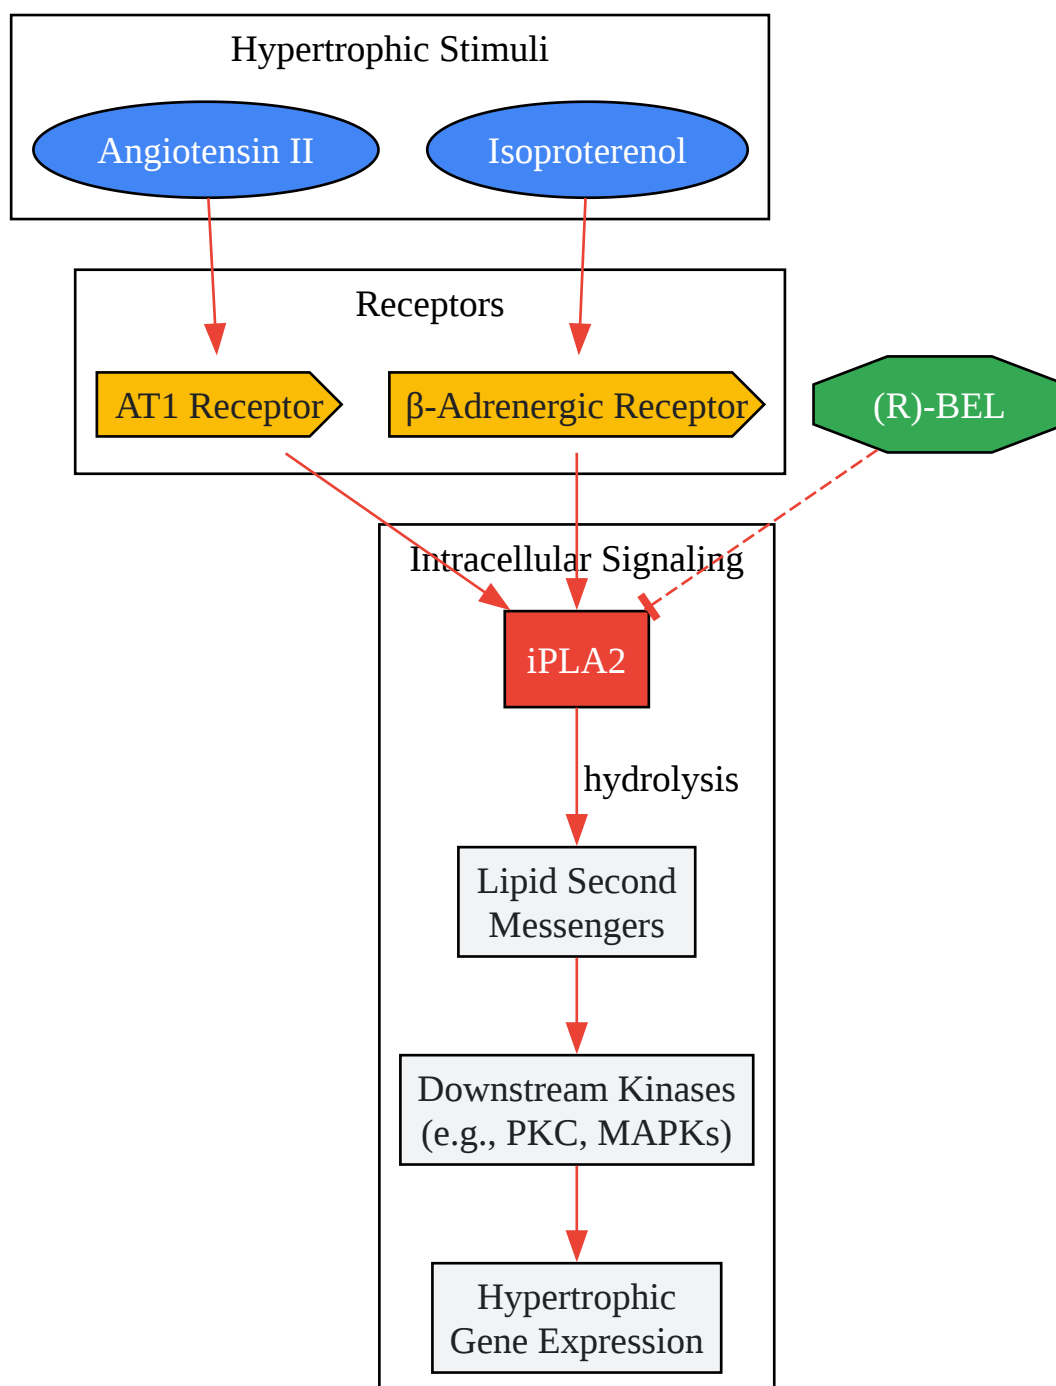 Hypertrophic Stimuli
Angiotensin II
Isoproterenol
Receptors
AT1 Receptor
β-Adrenergic Receptor
(R)-BEL
Intracellular Signaling
iPLA2
hydrolysis
Lipid Second
Messengers
Downstream Kinases
(e.g., PKC, MAPKs)
Hypertrophic
Gene Expression